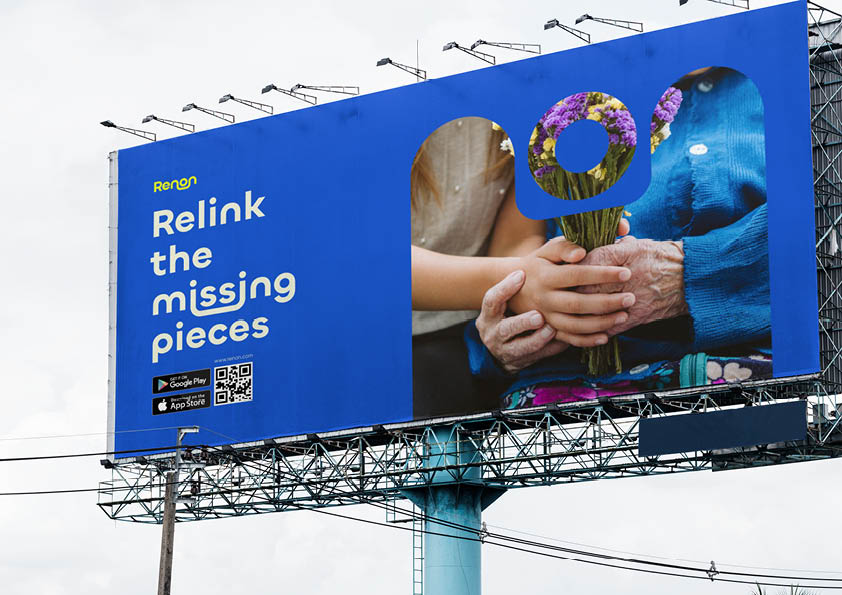 Renon
Relink
the
missing
pieces
www.renon.com
GET IT ON
Google Play
Download on the
App Store